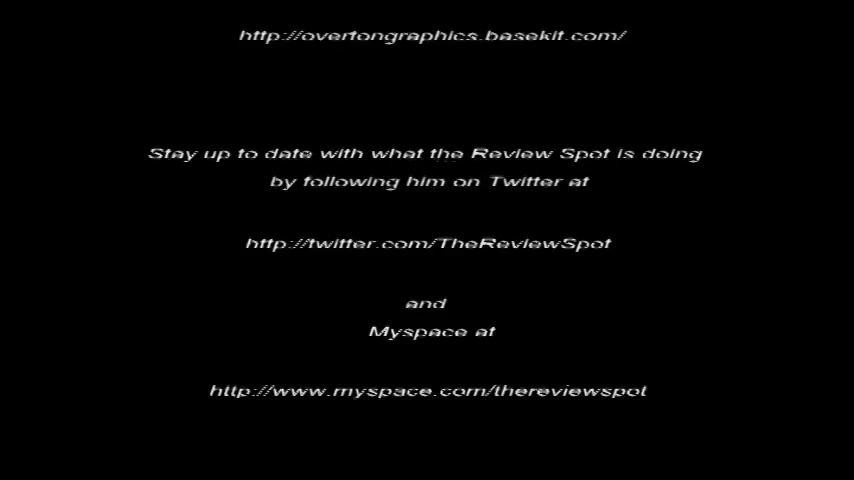 http://overtongraphics.basekit.com/
Stay up to date with what the Review Spot is doing
by following him on Twitter at
http://twitter.com/TheReviewSpot
and
Myspace at
http://www.myspace.com/thereviewspot